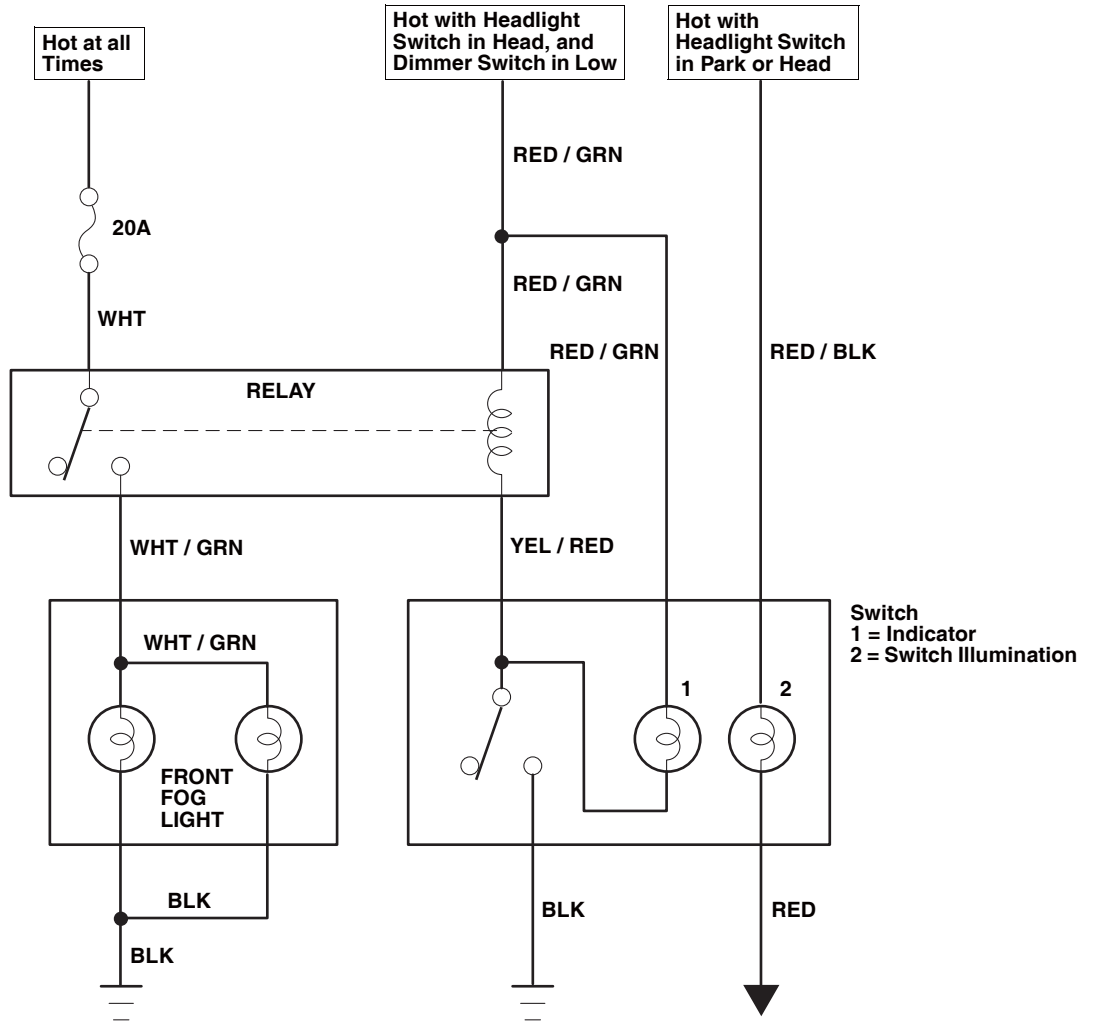 Hot at all
Times
Hot with Headlight
Switch in Head, and
Dimmer Switch in Low
Hot with
Headlight Switch
in Park or Head
RED / GRN
20A
RED / GRN
WHT
RED / GRN
RED / BLK
RELAY
WHT / GRN
YEL / RED
Switch
1 = Indicator
2 = Switch Illumination
WHT / GRN
1
2
FRONT
FOG
LIGHT
BLK
BLK
RED
BLK